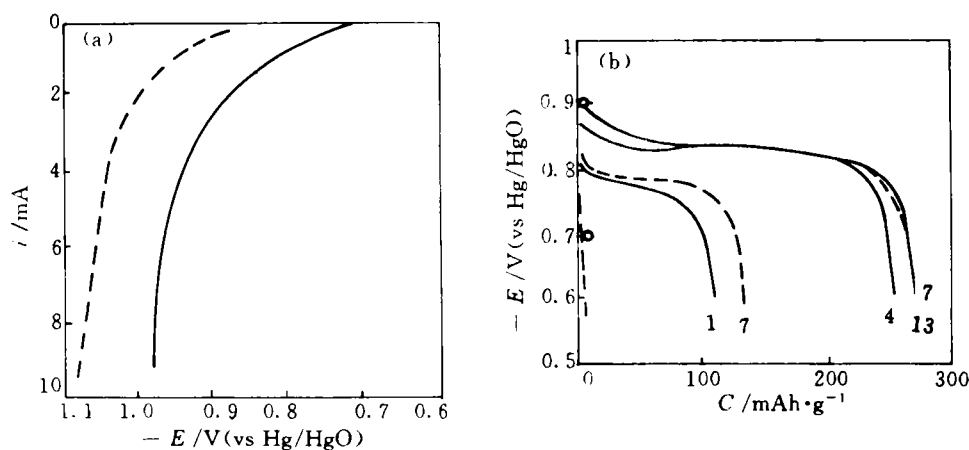 (a)
0
2
4
6
8
10
i /mA
1.1 1.0 0.9 0.8 0.7 0.6
— E /V(vs Hg/HgO)
(b)
1
0.9
0.8
0.7
0.6
0.5
— E /V(vs Hg/HgO)
1 7 4 7
13
0 100 200 300
C /mAh·g⁻¹